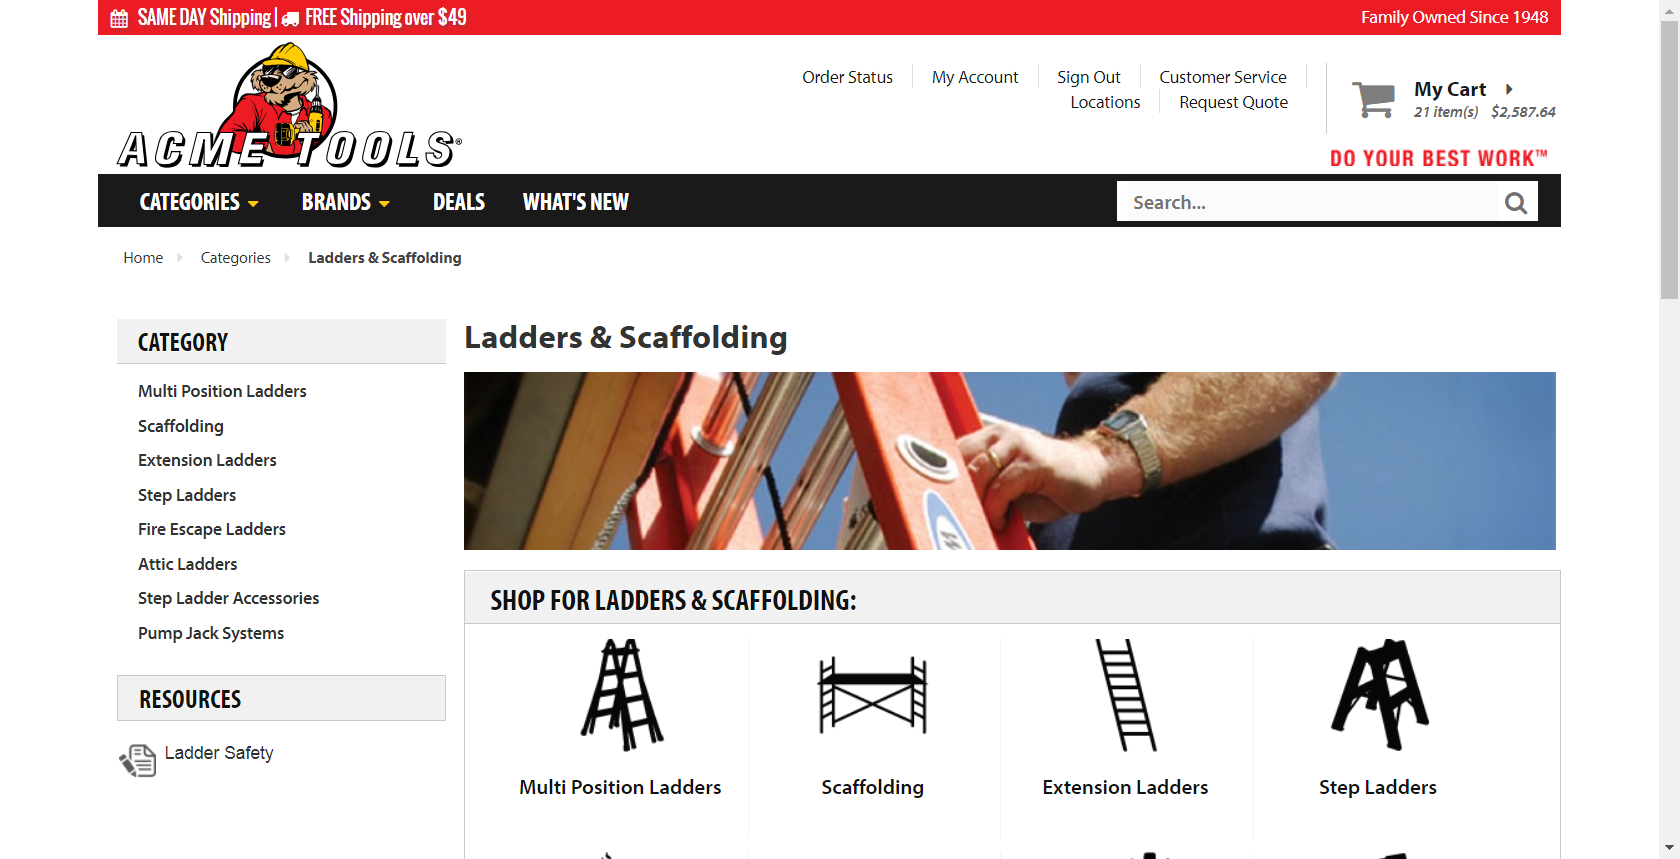 SAME DAY Shipping | FREE Shipping over $49
Family Owned Since 1948
ACME TOOLS®
Order Status
My Account
Sign Out
Customer Service
Locations
Request Quote
My Cart
21 item(s) $2,587.64
DO YOUR BEST WORK™
CATEGORIES
BRANDS
DEALS
WHAT'S NEW
Search...
Home
Categories
Ladders & Scaffolding
CATEGORY
Multi Position Ladders
Scaffolding
Extension Ladders
Step Ladders
Fire Escape Ladders
Attic Ladders
Step Ladder Accessories
Pump Jack Systems
RESOURCES
Ladder Safety
Ladders & Scaffolding
SHOP FOR LADDERS & SCAFFOLDING:
Multi Position Ladders
Scaffolding
Extension Ladders
Step Ladders